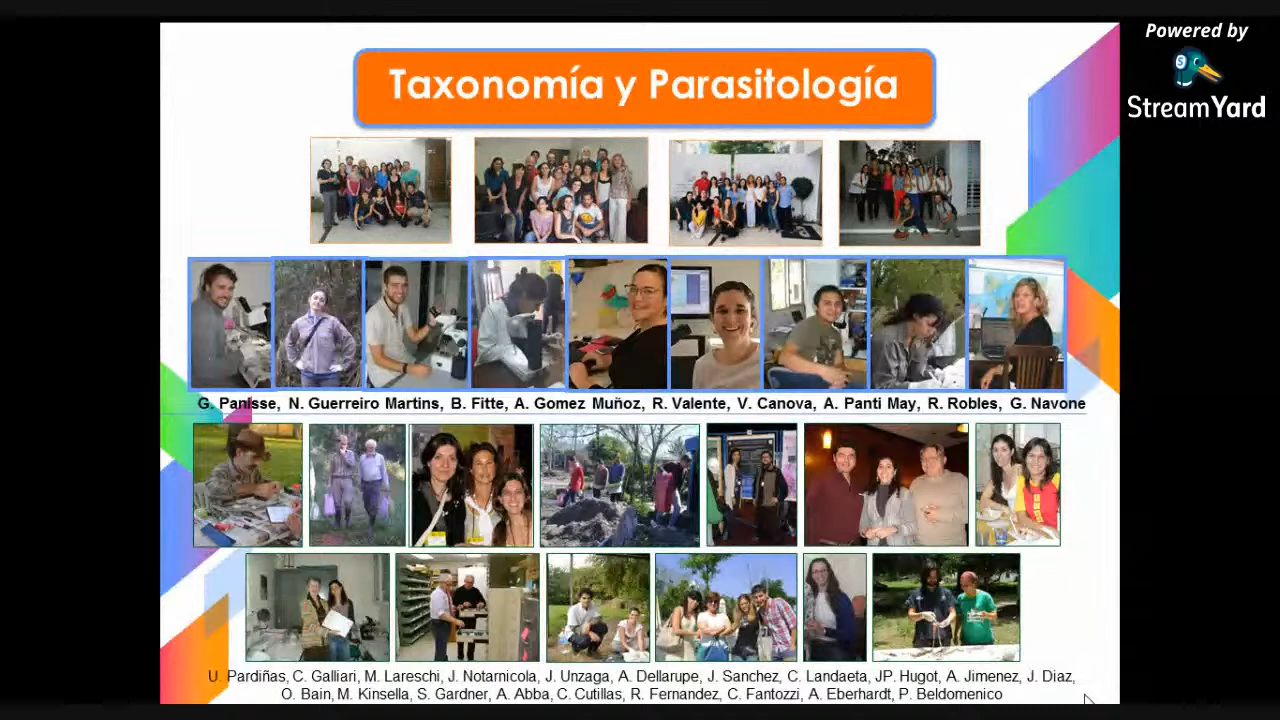 Powered by
StreamYard
Taxonomía y Parasitología
G. Panisse, N. Guerreiro Martins, B. Fitte, A. Gomez Muñoz, R. Valente, V. Canova, A. Panti May, R. Robles, G. Navone
U. Pardiñas, C. Galliari, M. Lareschi, J. Notarnicola, J. Unzaga, A. Dellarupe, J. Sanchez, C. Landaeta, JP. Hugot, A. Jimenez, J. Diaz,
O. Bain, M. Kinsella, S. Gardner, A. Abba, C. Cutillas, R. Fernandez, C. Fantozzi, A. Eberhardt, P. Beldomenico